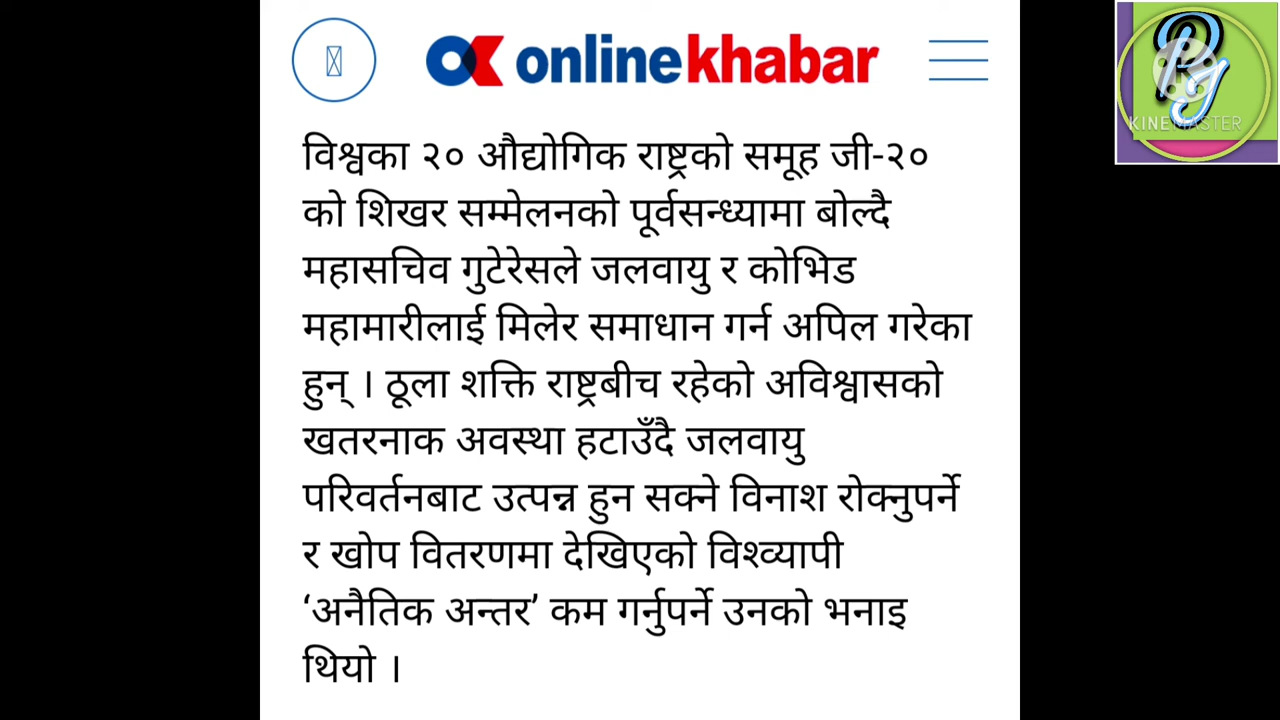 onlinekhabar
विश्वका २० औद्योगिक राष्ट्रको समूह जी-२०
को शिखर सम्मेलनको पूर्वसन्ध्यामा बोल्दै
महासचिव गुटेरेसले जलवायु र कोभिड
महामारीलाई मिलेर समाधान गर्न अपिल गरेका
हुन् । ठूला शक्ति राष्ट्रबीच रहेको अविश्वासको
खतरनाक अवस्था हटाउँदै जलवायु
परिवर्तनबाट उत्पन्न हुन सक्ने विनाश रोक्नुपर्ने
र खोप वितरणमा देखिएको विश्व्यापी
‘अनैतिक अन्तर’ कम गर्नुपर्ने उनको भनाइ
थियो ।
KINEMASTER